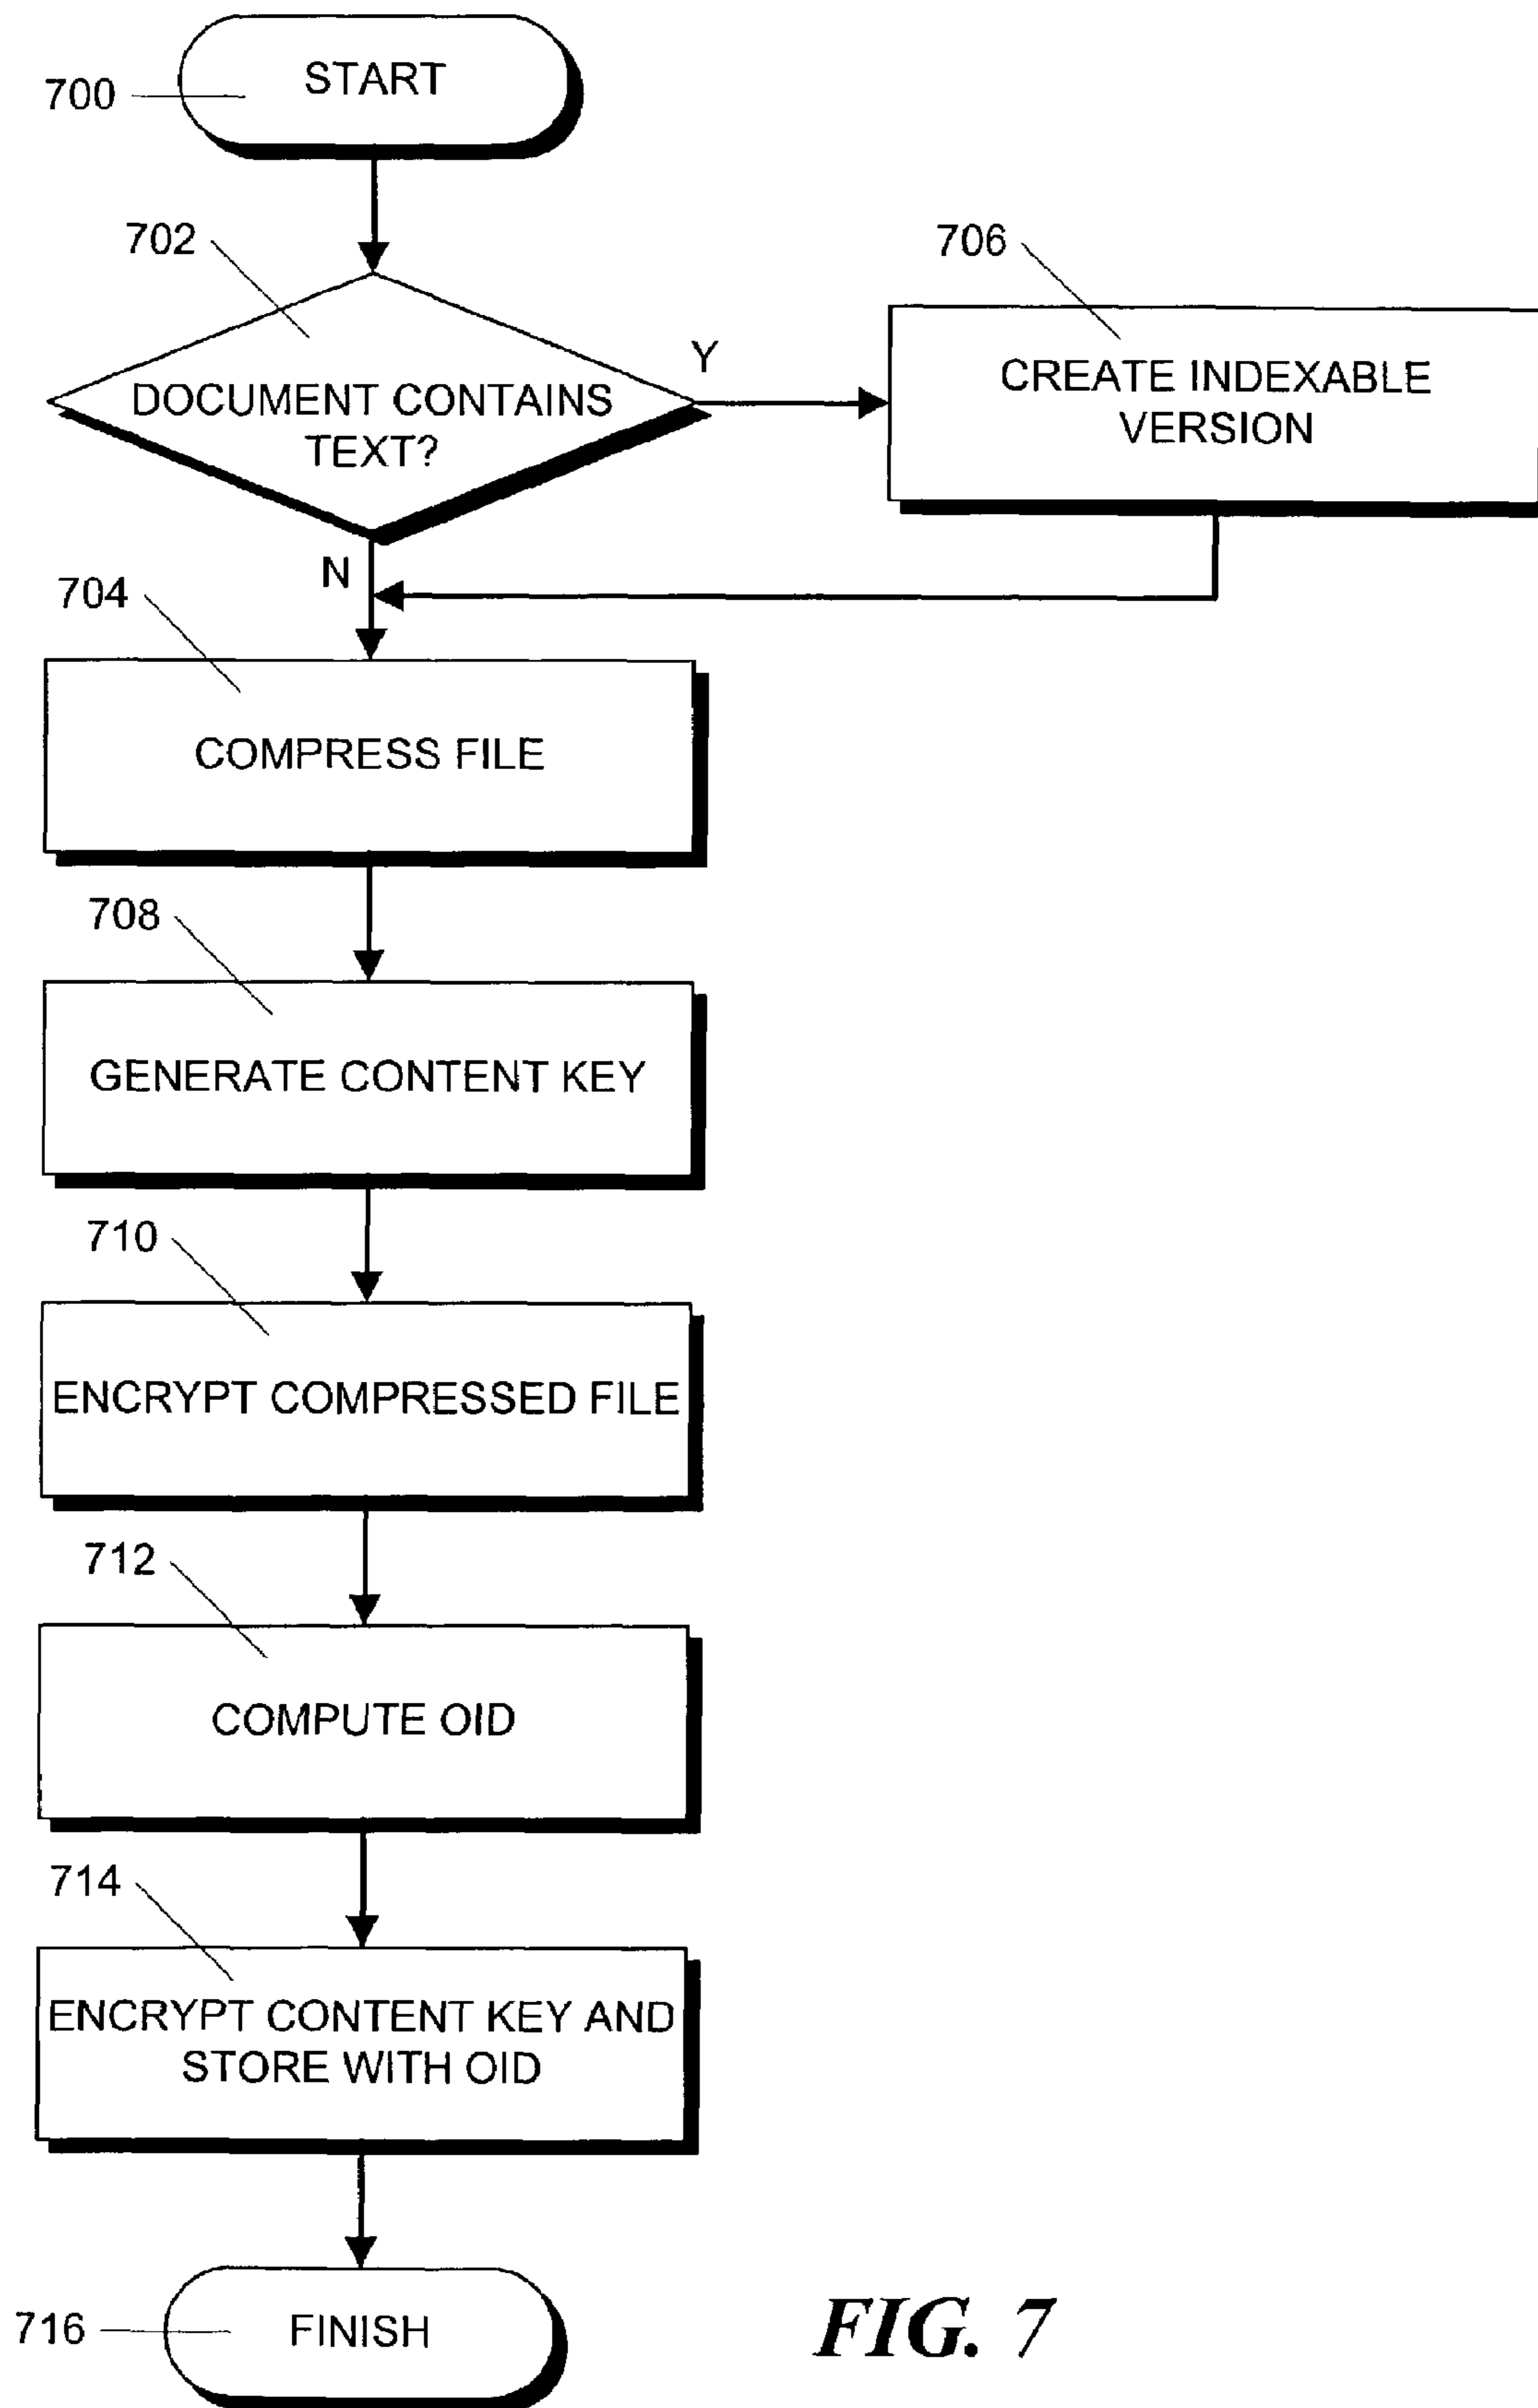 700
START
702
706
DOCUMENT CONTAINS
TEXT?
Y
CREATE INDEXABLE
VERSION
N
704
COMPRESS FILE
708
GENERATE CONTENT KEY
710
ENCRYPT COMPRESSED FILE
712
COMPUTE OID
714
ENCRYPT CONTENT KEY AND
STORE WITH OID
716
FINISH
FIG. 7